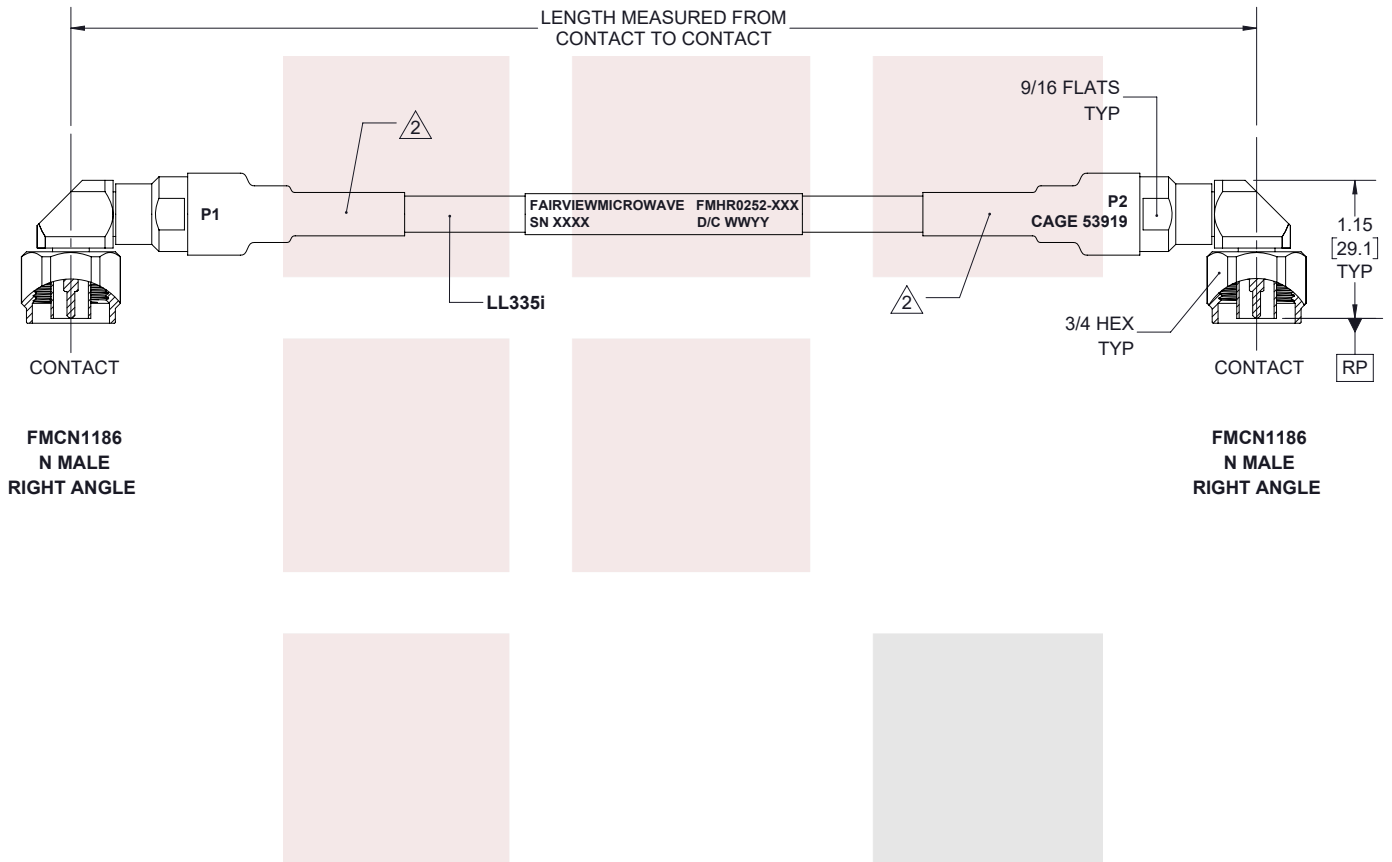 LENGTH MEASURED FROM
CONTACT TO CONTACT
9/16 FLATS
TYP
2
P1
FAIRVIEWMICROWAVE FMHR0252-XXX
SN XXXX D/C WWYY
P2
CAGE 53919
1.15
[29.1]
TYP
LL335i
2
3/4 HEX
TYP
CONTACT
CONTACT
RP
FMCN1186
N MALE
RIGHT ANGLE
FMCN1186
N MALE
RIGHT ANGLE